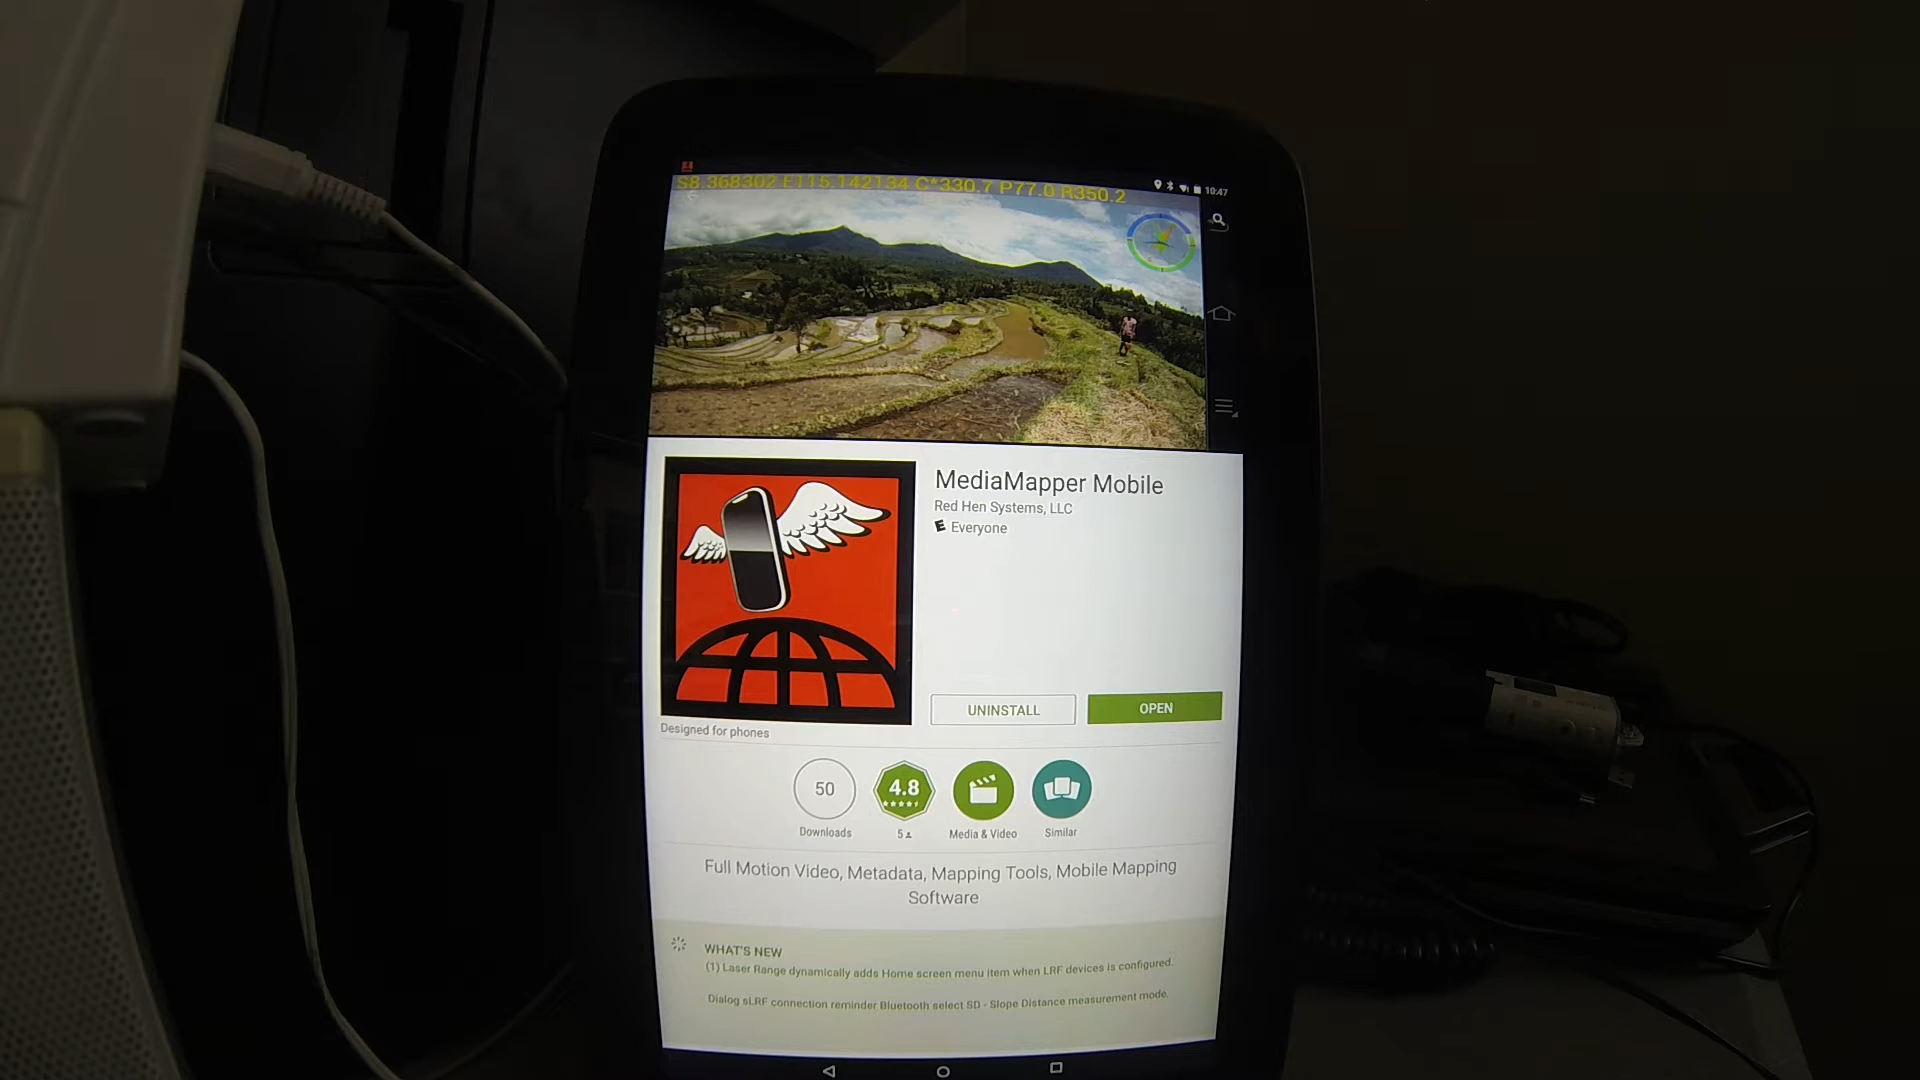 S8.368302 E115.142134 C*330.7 P77.0 R350.2
10:47
MediaMapper Mobile
Red Hen Systems, LLC
E Everyone
UNINSTALL
OPEN
Designed for phones
50
4.8
Downloads
5
Media & Video
Similar
Full Motion Video, Metadata, Mapping Tools, Mobile Mapping
Software
WHAT'S NEW
(1) Laser Range dynamically adds Home screen menu item when LRF devices is configured.
Dialog sLRF connection reminder Bluetooth select SD - Slope Distance measurement mode.